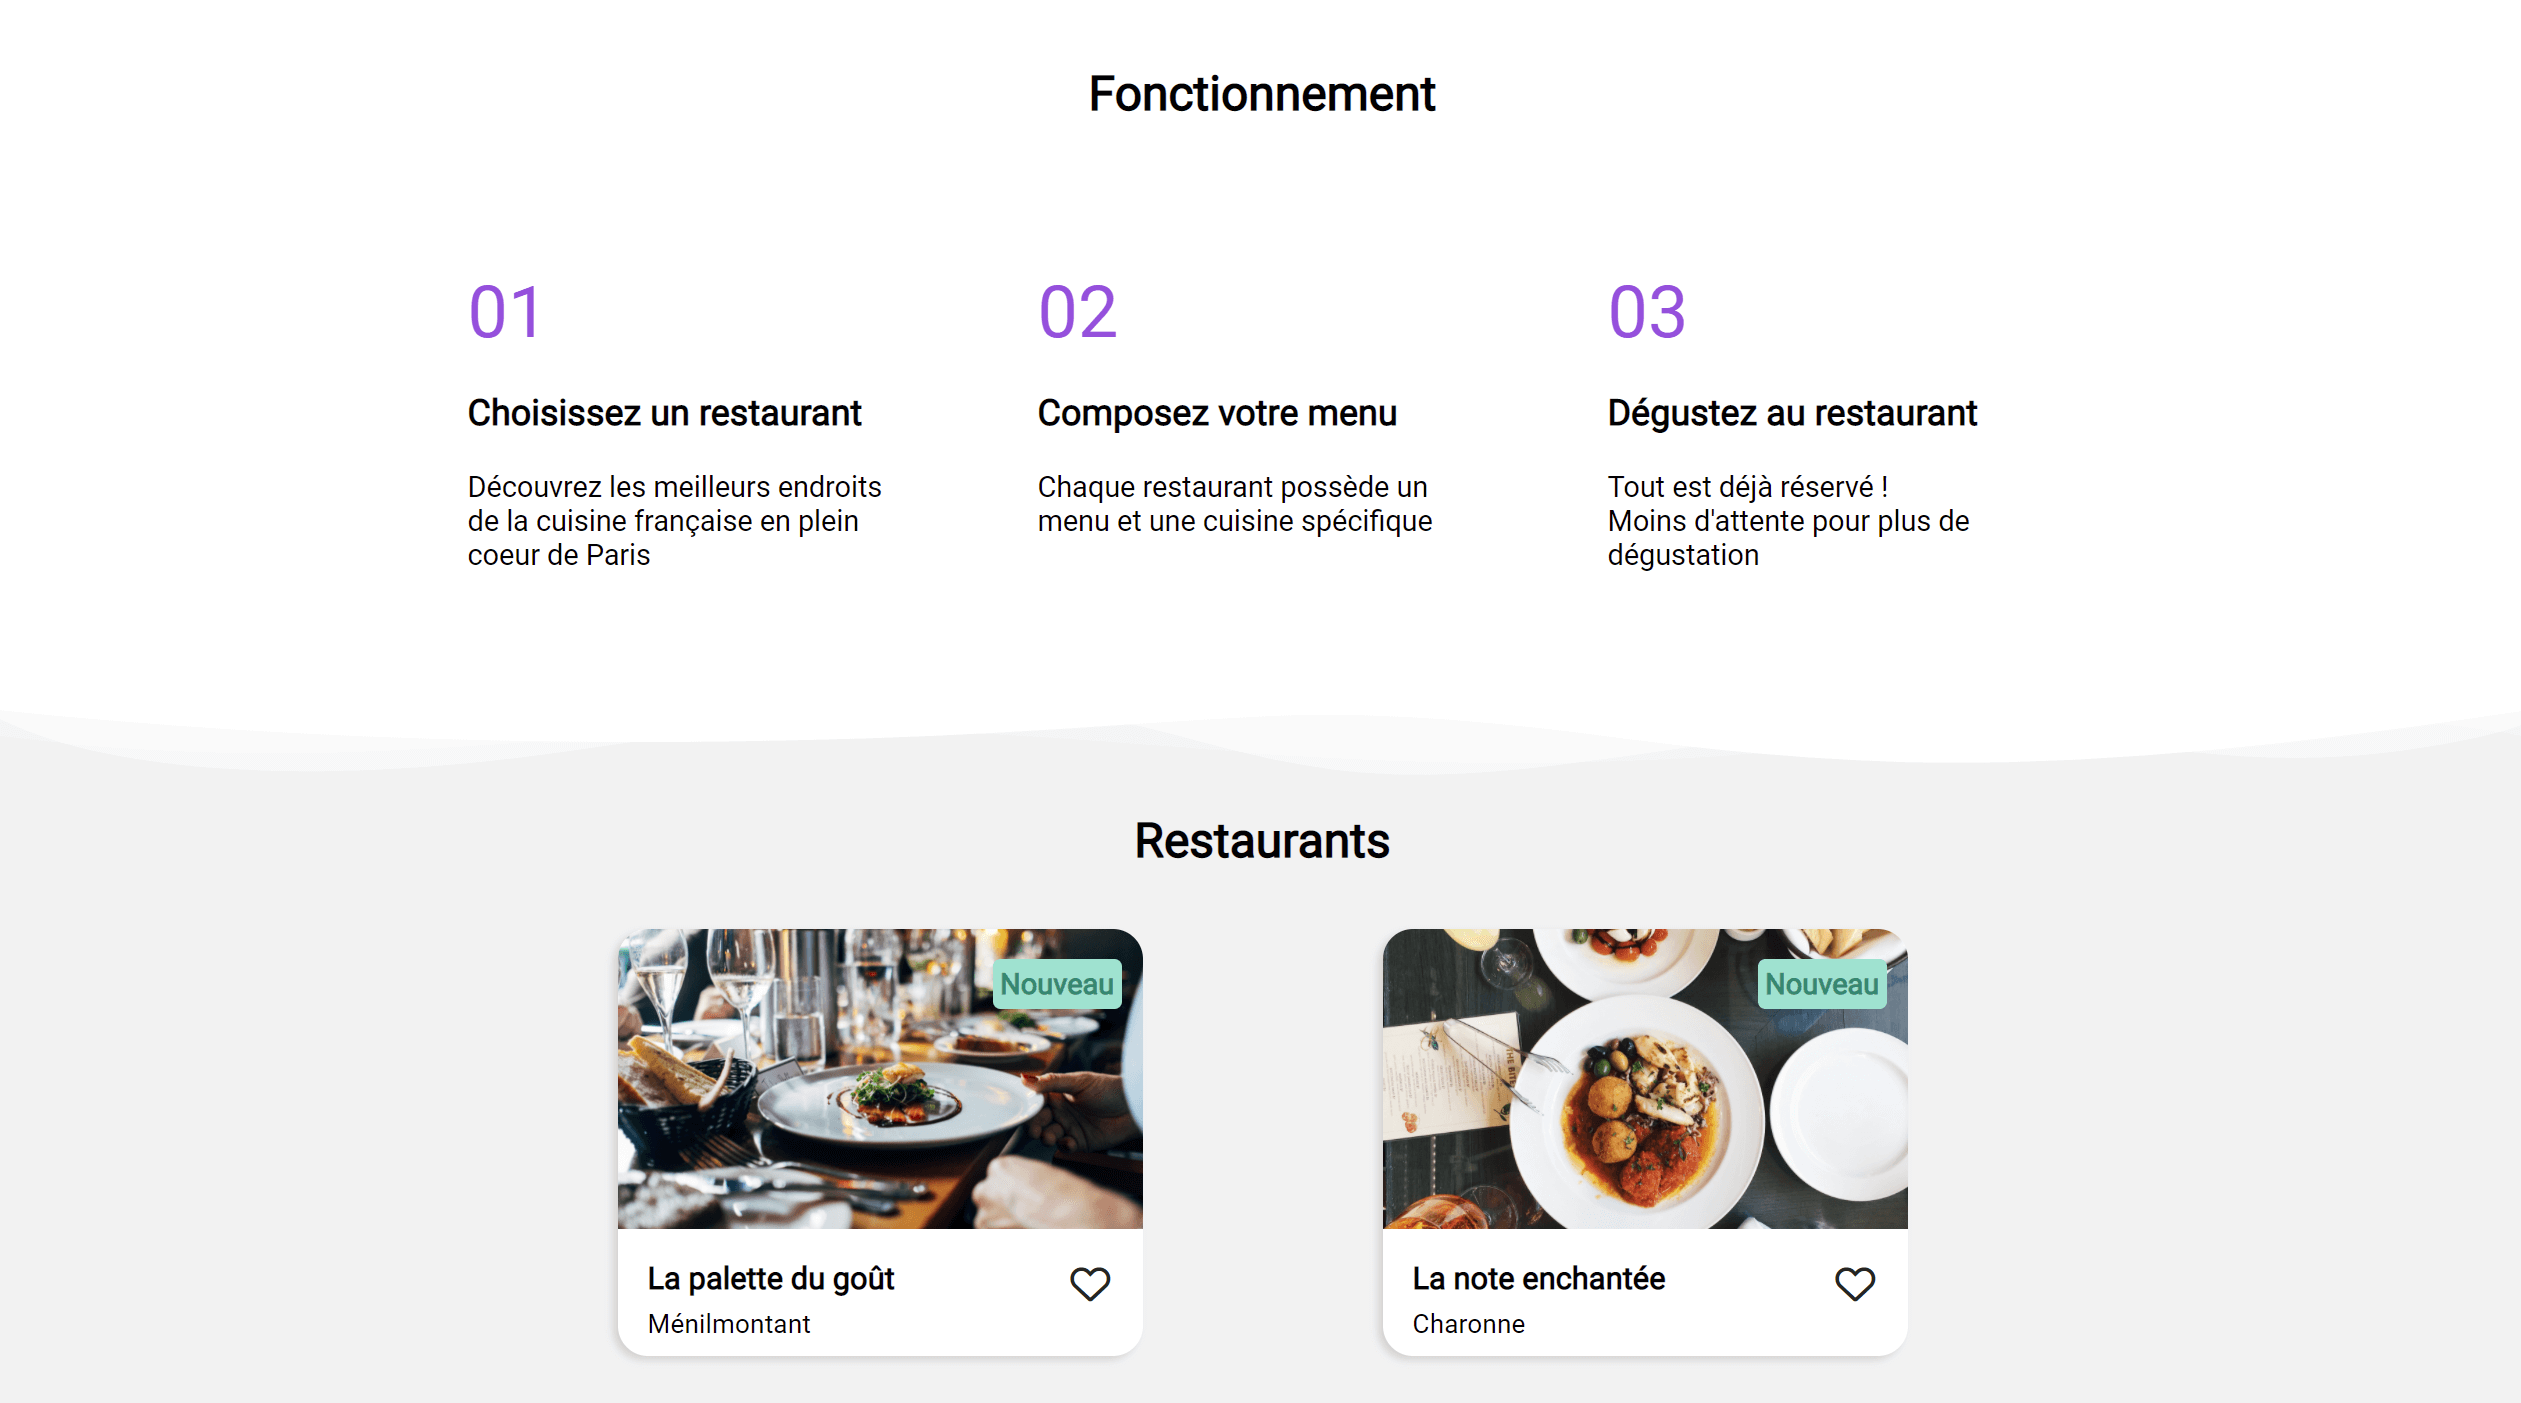 Fonctionnement
01
02
03
Choisissez un restaurant
Composez votre menu
Dégustez au restaurant
Découvrez les meilleurs endroits
de la cuisine française en plein
coeur de Paris
Chaque restaurant possède un
menu et une cuisine spécifique
Tout est déjà réservé !
Moins d'attente pour plus de
dégustation
Restaurants
Nouveau
Nouveau
La palette du goût
Ménilmontant
La note enchantée
Charonne